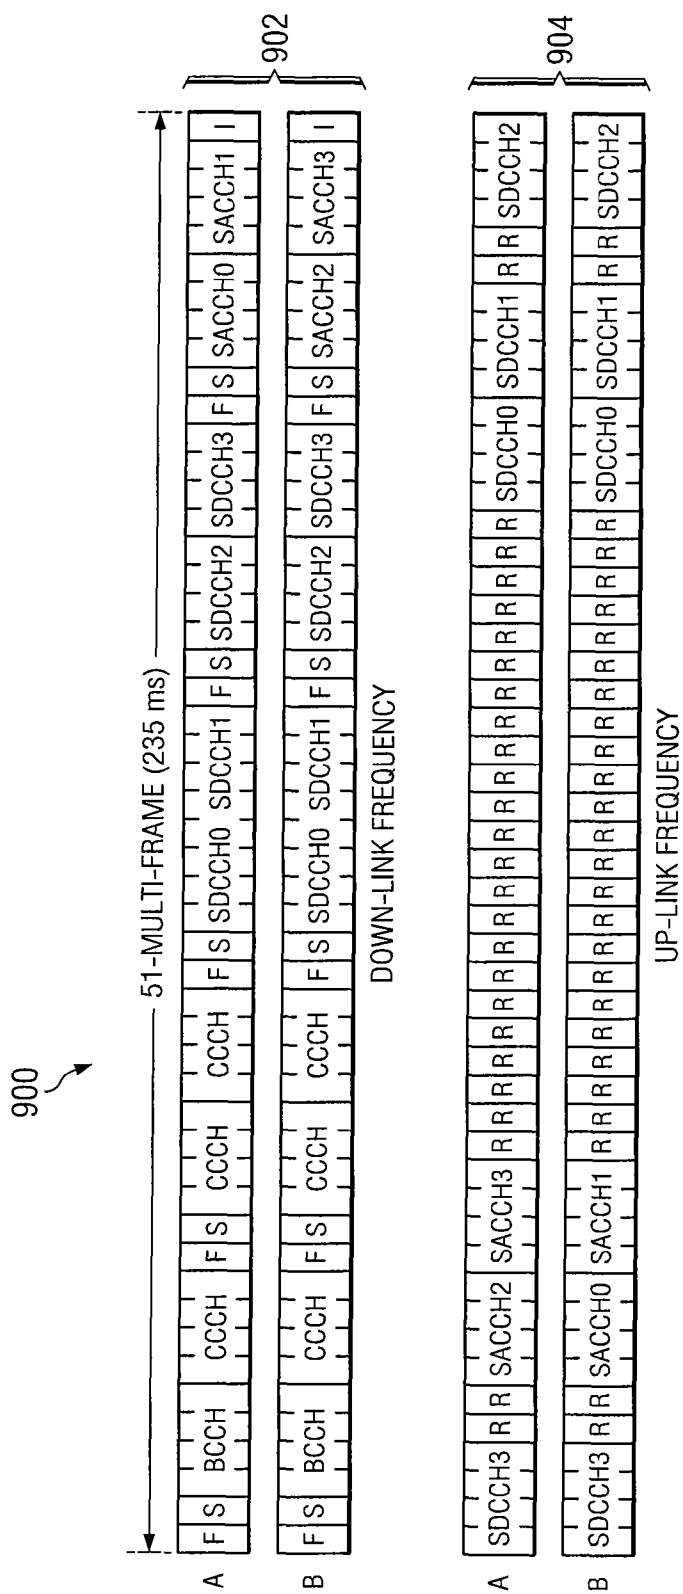 900
51-MULTI-FRAME (235 ms)
A F S BCCH CCCH F S CCCH CCCH F S SDCCH0 SDCCH1 F S SDCCH2 SDCCH3 F S SACCH0 SACCH1 I
B F S BCCH CCCH F S CCCH CCCH F S SDCCH0 SDCCH1 F S SDCCH2 SDCCH3 F S SACCH2 SACCH3 I
902
DOWN-LINK FREQUENCY
A SDCCH3 R R SACCH2 SACCH3 R R R R R R R R R R R R R R R R R R R R R R R SDCCH0 SDCCH1 R R SDCCH2
B SDCCH3 R R SACCH0 SACCH1 R R R R R R R R R R R R R R R R R R R R R R R SDCCH0 SDCCH1 R R SDCCH2
904
UP-LINK FREQUENCY